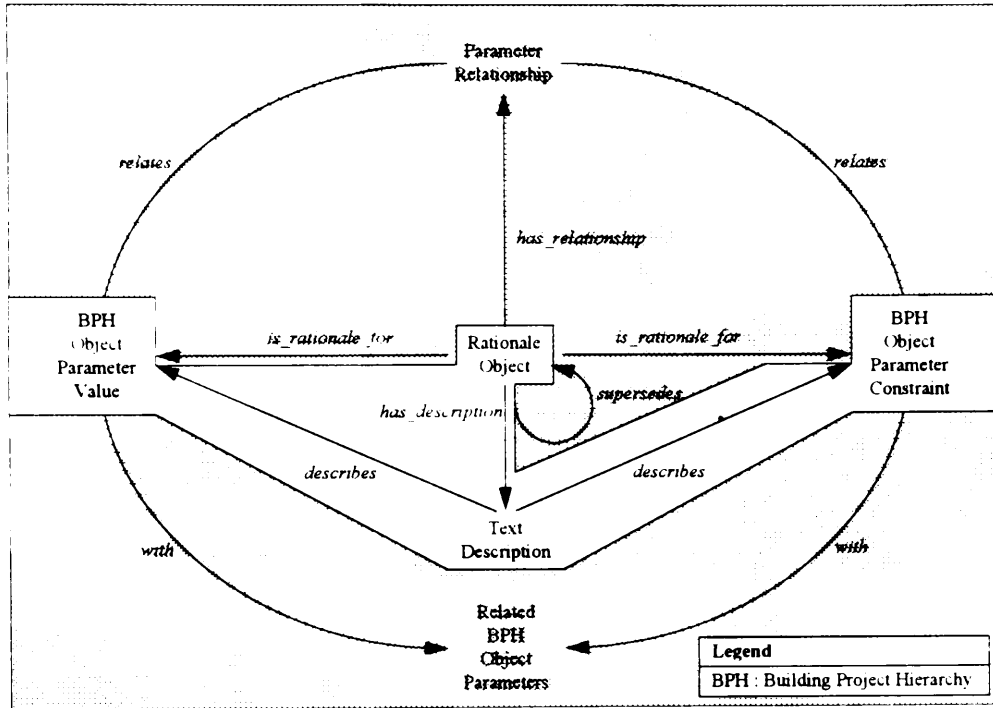 Parameter
Relationship
relates
relates
has_relationship
BPH
Object
Parameter
Value
is_rationale_for
Rationale
Object
is_rationale_for
BPH
Object
Parameter
Constraint
supersedes
has_description
describes
describes
Text
Description
with
with
Related
BPH
Object
Parameters
Legend
BPH : Building Project Hierarchy